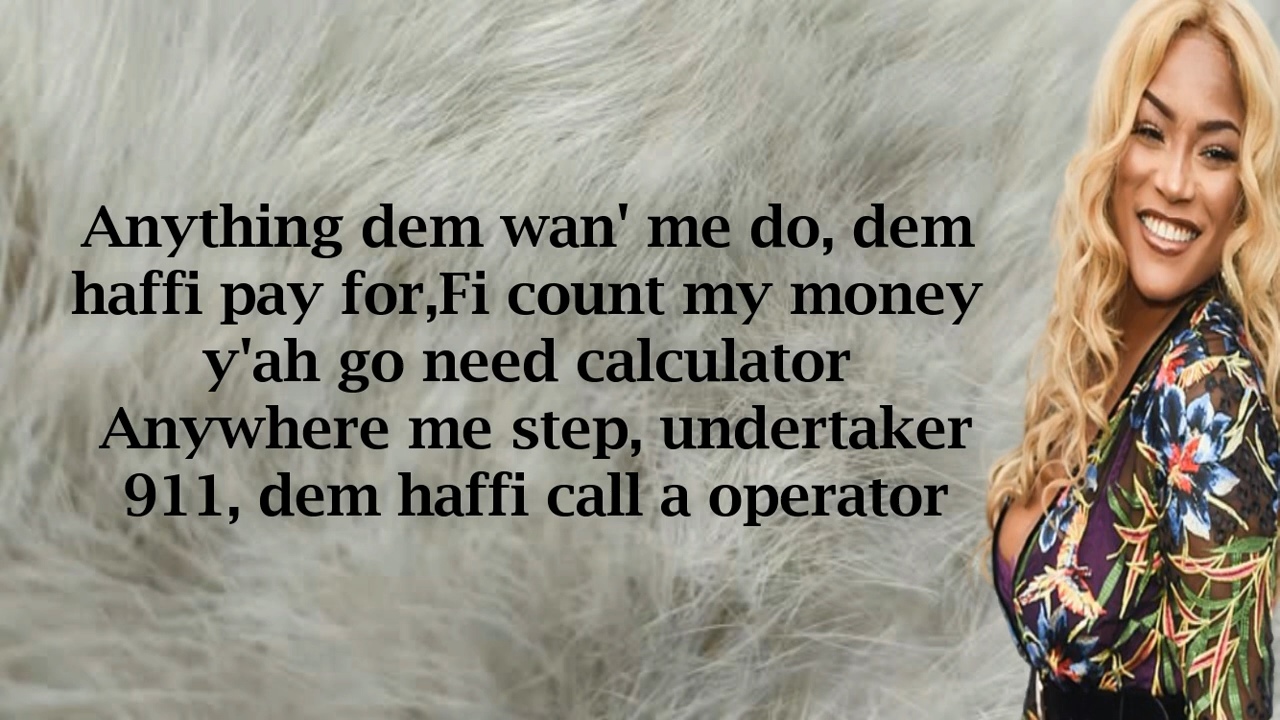 Anything dem wan' me do, dem
haffi pay for,Fi count my money
y'ah go need calculator
Anywhere me step, undertaker
911, dem haffi call a operator